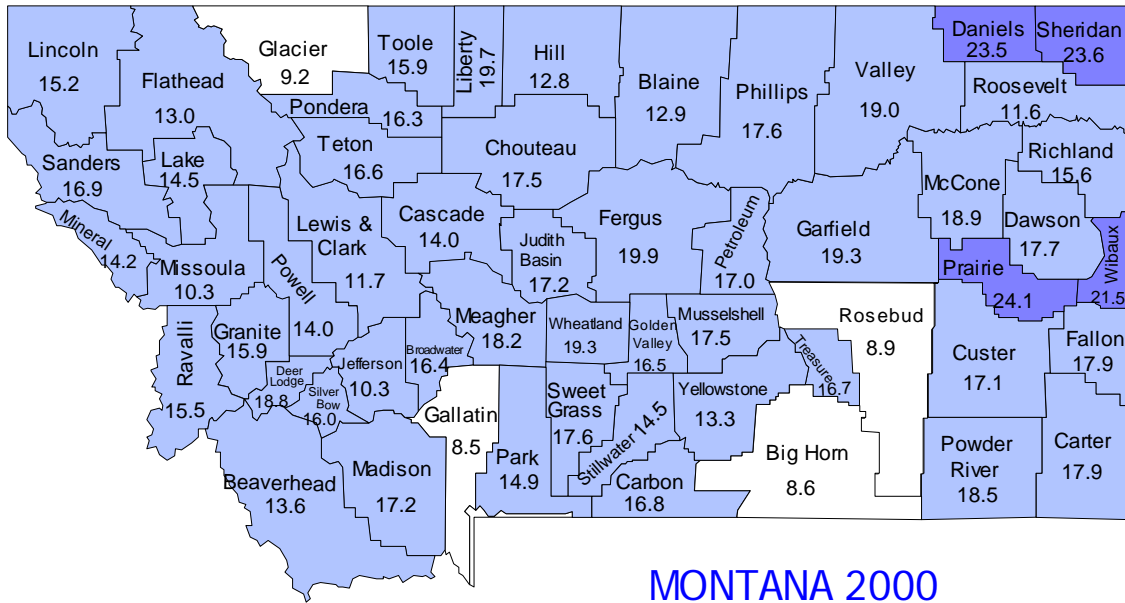 Lincoln
15.2
Flathead
13.0
Glacier
9.2
Toole
15.9
Liberty
19.7
Hill
12.8
Blaine
12.9
Phillips
17.6
Valley
19.0
Daniels
23.5
Sheridan
23.6
Roosevelt
11.6
Pondera
16.3
Teton
16.6
Chouteau
17.5
Sanders
16.9
Lake
14.5
Richland
15.6
McCone
18.9
Dawson
17.7
Wibaux
21.5
Mineral
14.2
Missoula
10.3
Powell
14.0
Lewis &
Clark
11.7
Cascade
14.0
Judith
Basin
17.2
Fergus
19.9
Petroleum
17.0
Garfield
19.3
Prairie
24.1
Ravalli
15.5
Granite
15.9
Deer
Lodge
18.8
Silver
Bow
16.0
Jefferson
10.3
Broadwater
16.4
Meagher
18.2
Wheatland
19.3
Golden
Valley
16.5
Musselshell
17.5
Treasure
16.7
Rosebud
8.9
Custer
17.1
Fallon
17.9
Beaverhead
13.6
Madison
17.2
Gallatin
8.5
Park
14.9
Sweet
Grass
17.6
Stillwater 14.5
Yellowstone
13.3
Carbon
16.8
Big Horn
8.6
Powder
River
18.5
Carter
17.9
MONTANA 2000